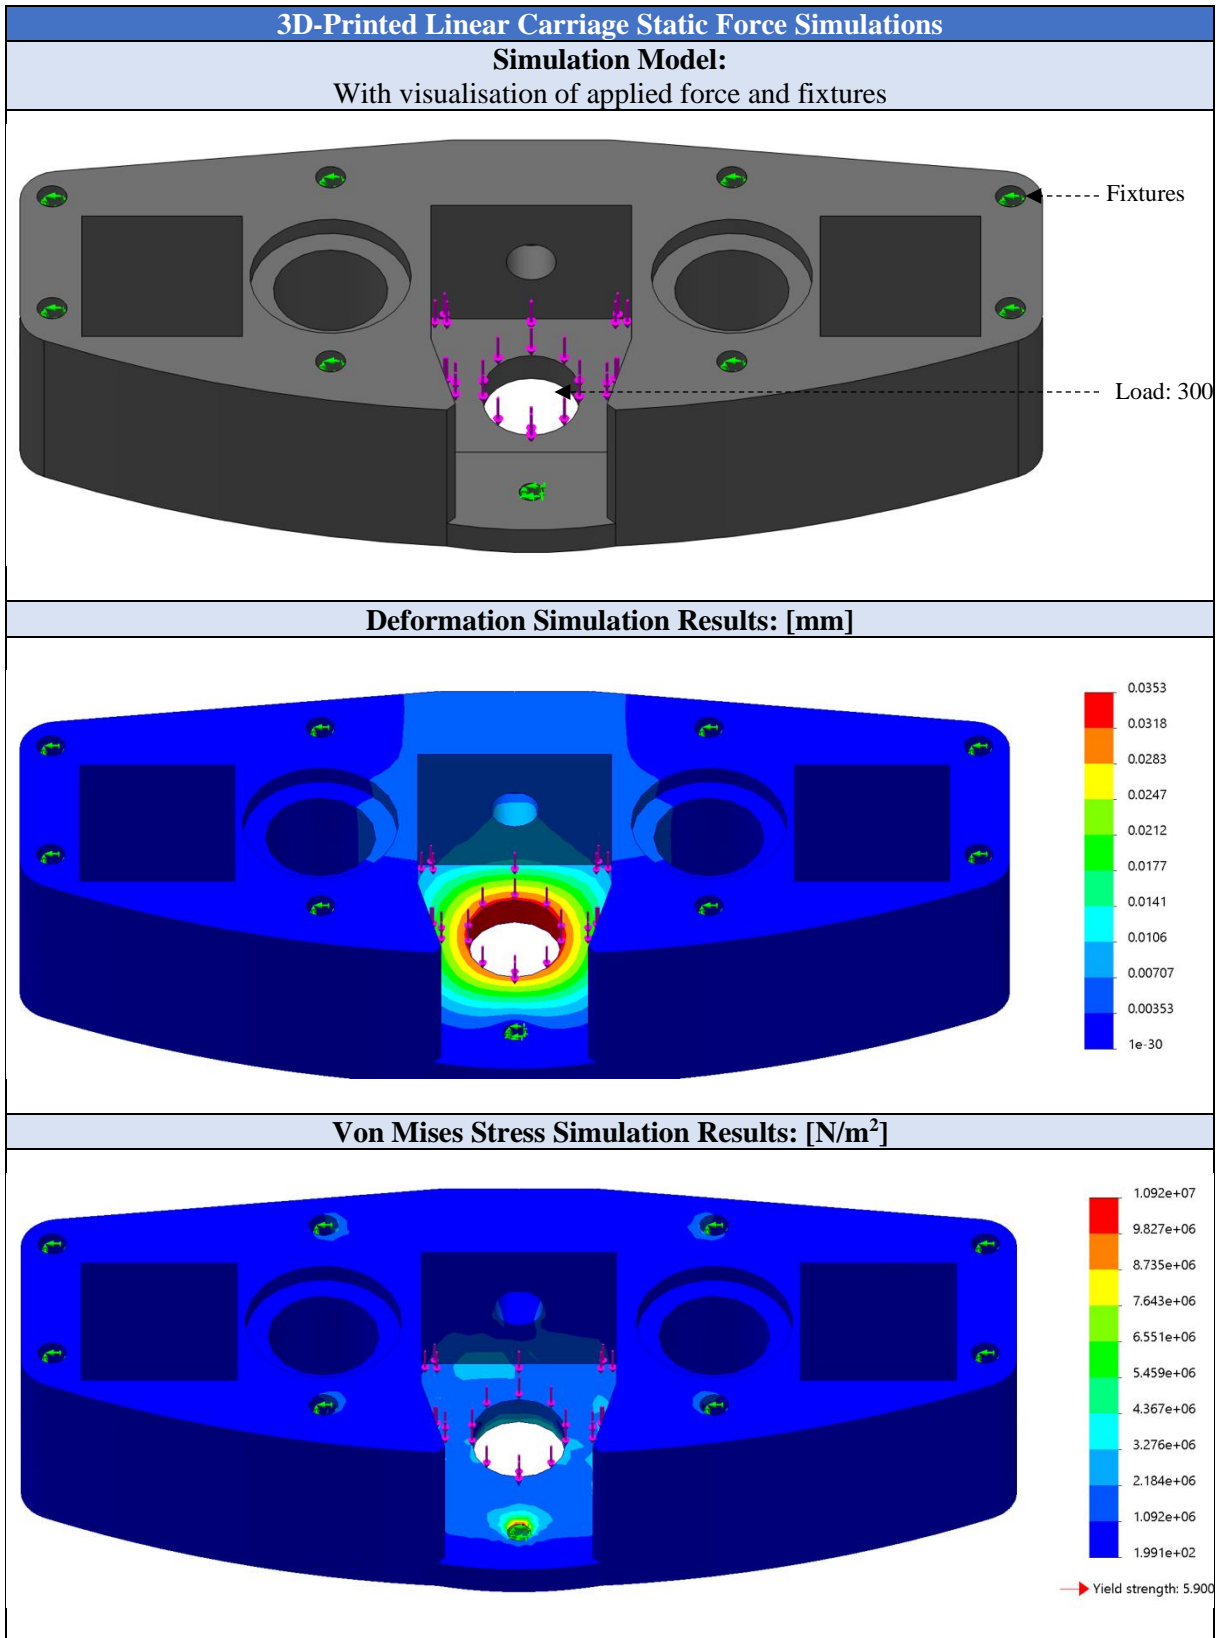 3D-Printed Linear Carriage Static Force Simulations
Simulation Model:
With visualisation of applied force and fixtures
Fixtures
Load: 300
Deformation Simulation Results: [mm]
0.0353
0.0318
0.0283
0.0247
0.0212
0.0177
0.0141
0.0106
0.00707
0.00353
1e-30
Von Mises Stress Simulation Results: [N/m²]
1.092e+07
9.827e+06
8.735e+06
7.643e+06
6.551e+06
5.459e+06
4.367e+06
3.276e+06
2.184e+06
1.092e+06
1.991e+02
Yield strength: 5.900